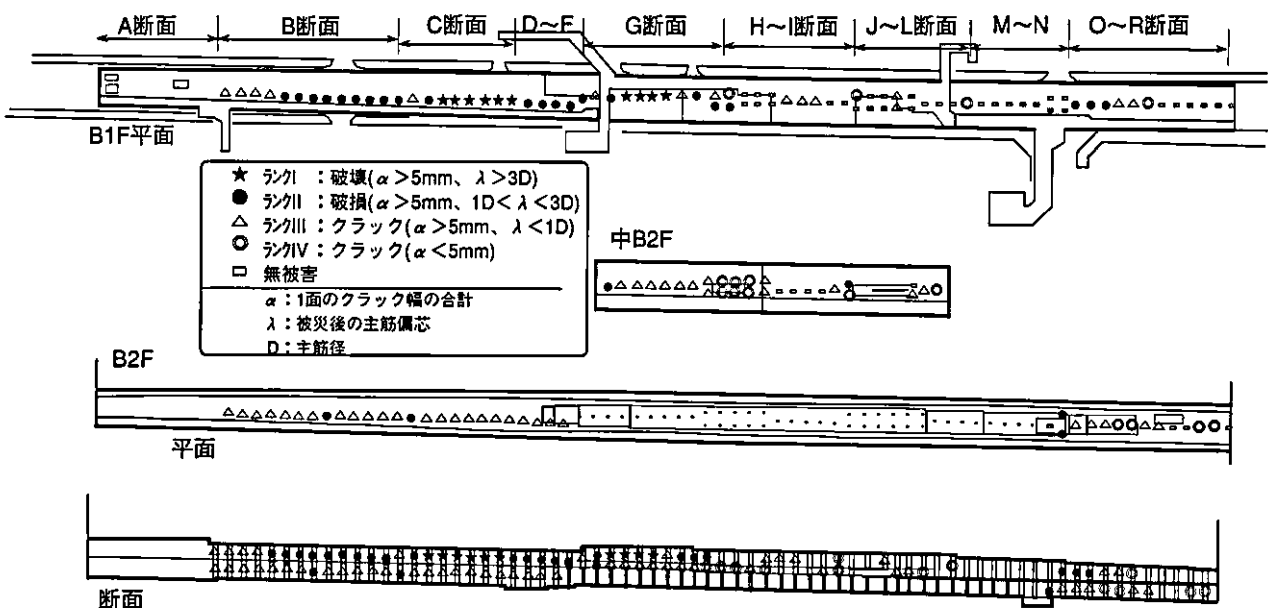 A断面 B断面 C断面 D～F G断面 H～I断面 J～L断面 M～N O～R断面
B1F平面
★ ランクI ：破壊(α＞5mm、λ＞3D)
● ランクII ：破損(α＞5mm、1D＜λ＜3D)
△ ランクIII：クラック(α＞5mm、λ＜1D)
○ ランクIV：クラック(α＜5mm)
□ 無被害
α：1面のクラック幅の合計
λ：被災後の主筋偏芯
D：主筋径
中B2F
B2F
平面
断面